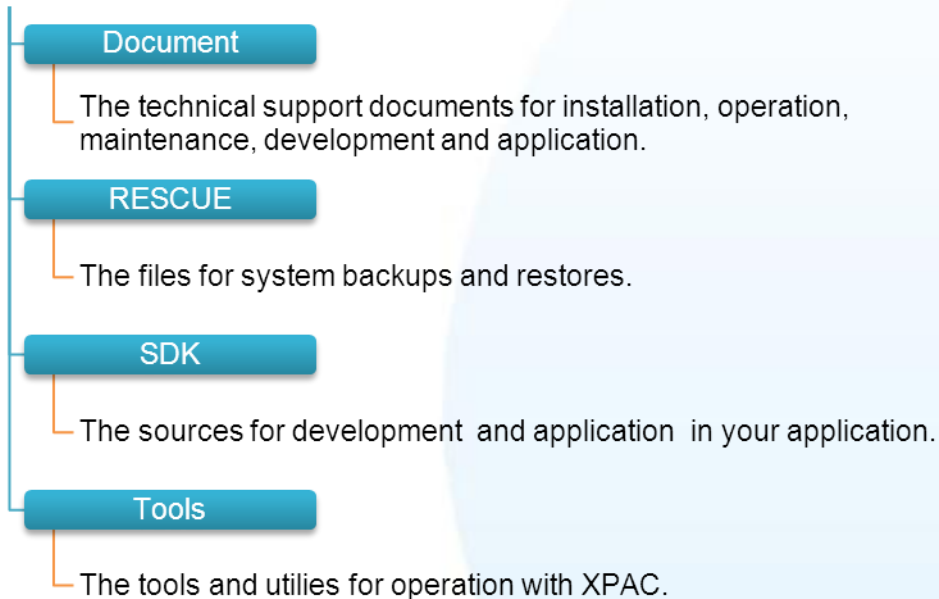 Document
The technical support documents for installation, operation,
maintenance, development and application.
RESCUE
The files for system backups and restores.
SDK
The sources for development and application in your application.
Tools
The tools and utilies for operation with XPAC.